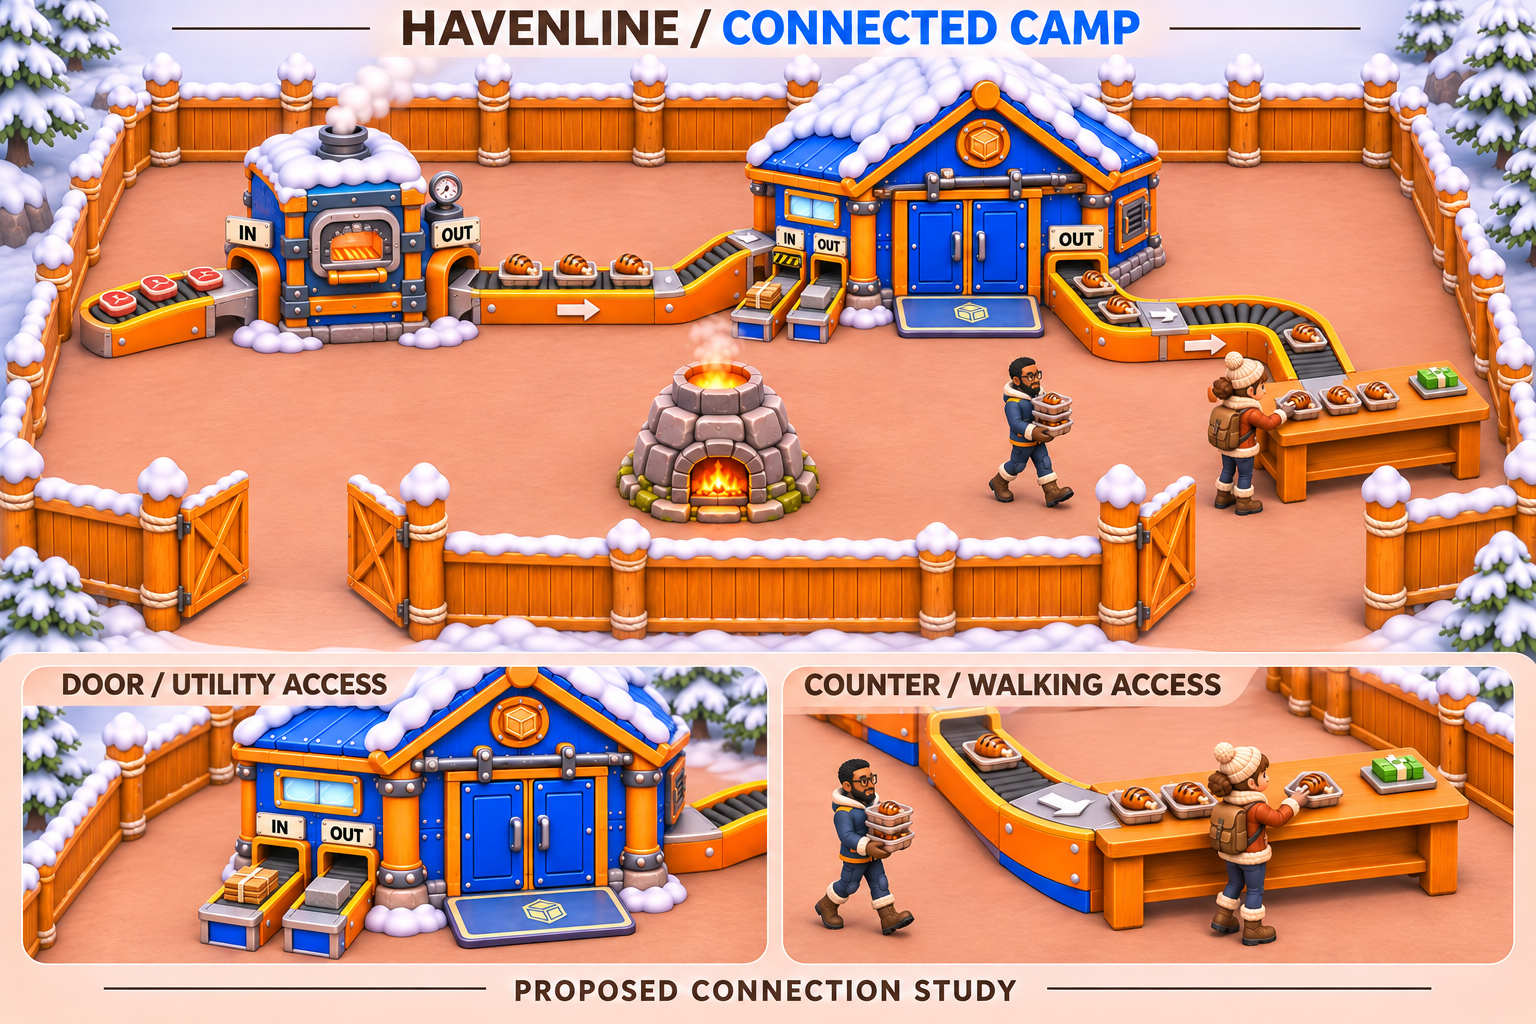 HAVENLINE / CONNECTED CAMP
IN
OUT
IN
OUT
OUT
DOOR / UTILITY ACCESS
IN
OUT
COUNTER / WALKING ACCESS
PROPOSED CONNECTION STUDY